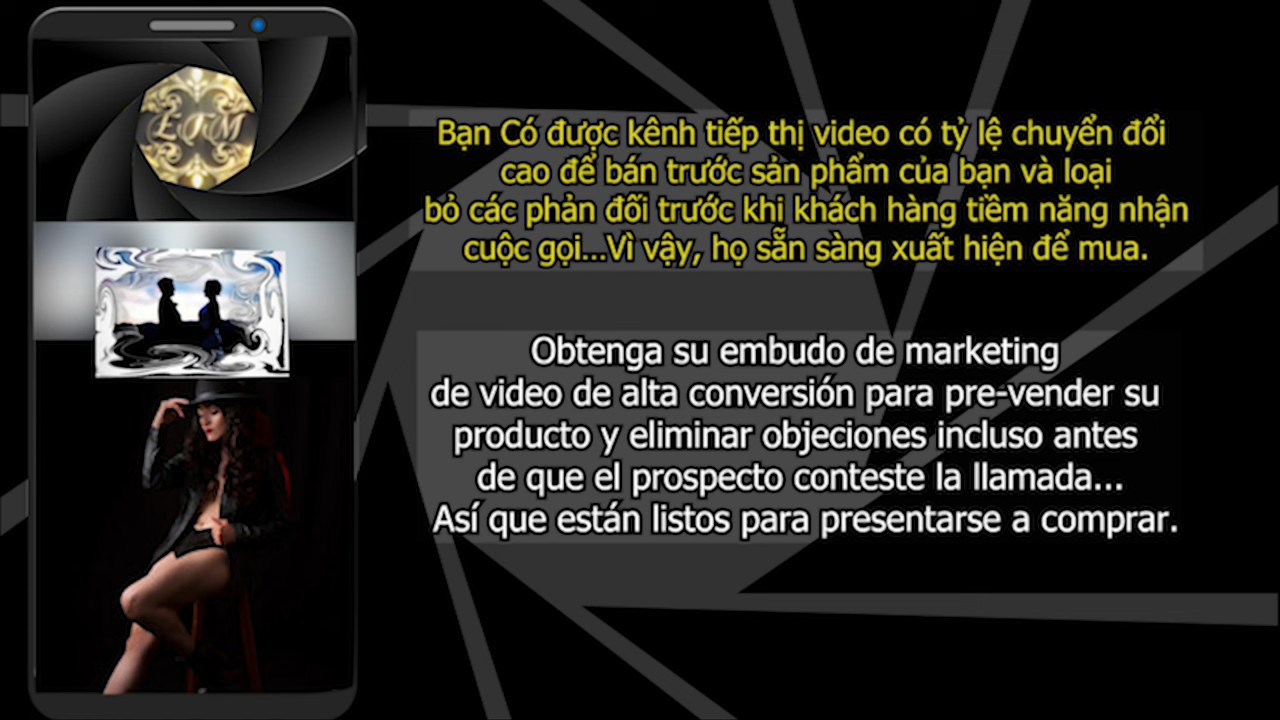 EFM
Bạn Có được kênh tiếp thị video có tỷ lệ chuyển đổi
cao để bán trước sản phẩm của bạn và loại
bỏ các phản đối trước khi khách hàng tiềm năng nhận
cuộc gọi...Vì vậy, họ sẵn sàng xuất hiện để mua.
Obtenga su embudo de marketing
de video de alta conversión para pre-vender su
producto y eliminar objeciones incluso antes
de que el prospecto conteste la llamada...
Así que están listos para presentarse a comprar.